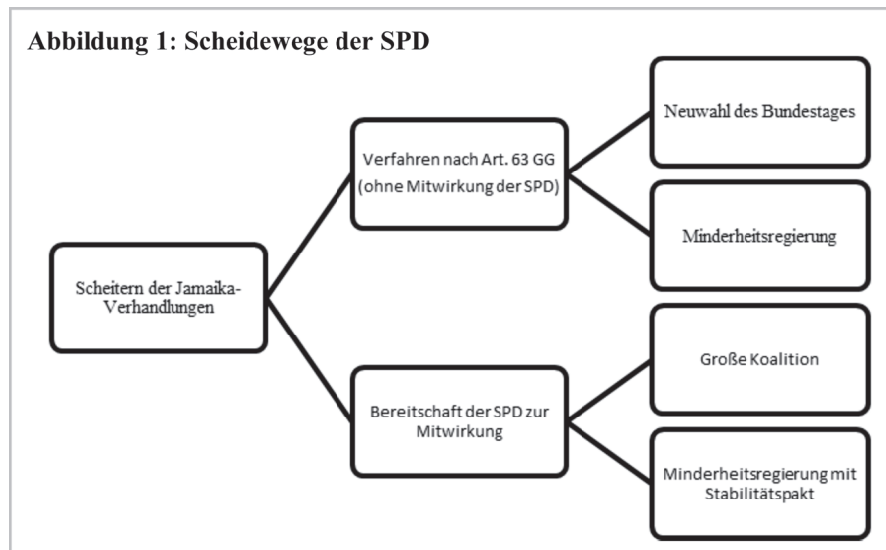 Abbildung 1: Scheidewege der SPD
Scheitern der Jamaika-
Verhandlungen
Verfahren nach Art. 63 GG
(ohne Mitwirkung der SPD)
Neuwahl des Bundestages
Minderheitsregierung
Bereitschaft der SPD zur
Mitwirkung
Große Koalition
Minderheitsregierung mit
Stabilitätspakt